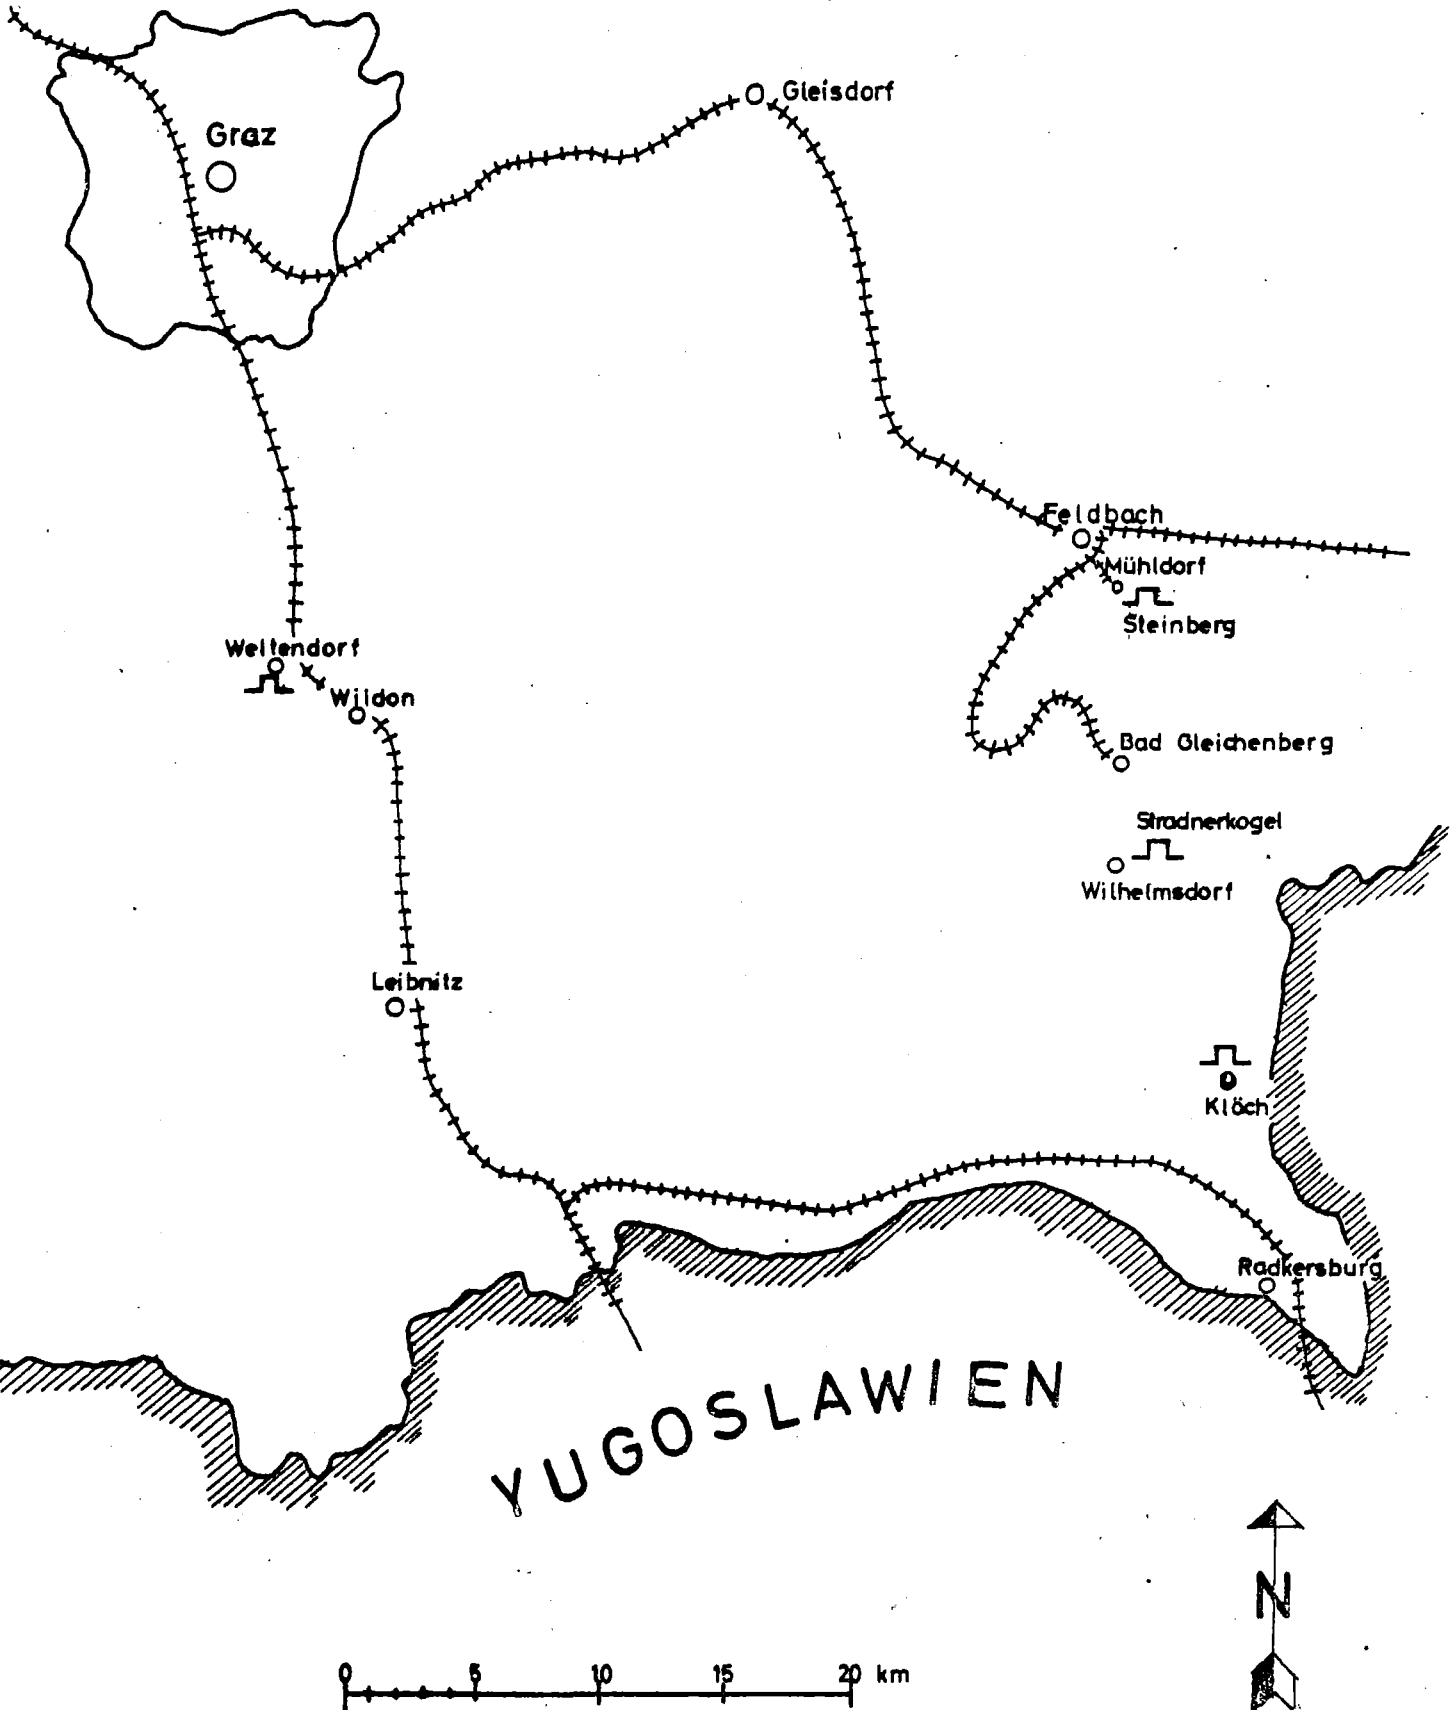 Graz
Gleisdorf
Feldbach
Mühldorf
Steinberg
Weitendorf
Wildon
Bad Gleichenberg
Stradnerkogel
Wilhelmsdorf
Leibnitz
Klöch
Radkersburg
YUGOSLAWIEN
N
0 5 10 15 20 km